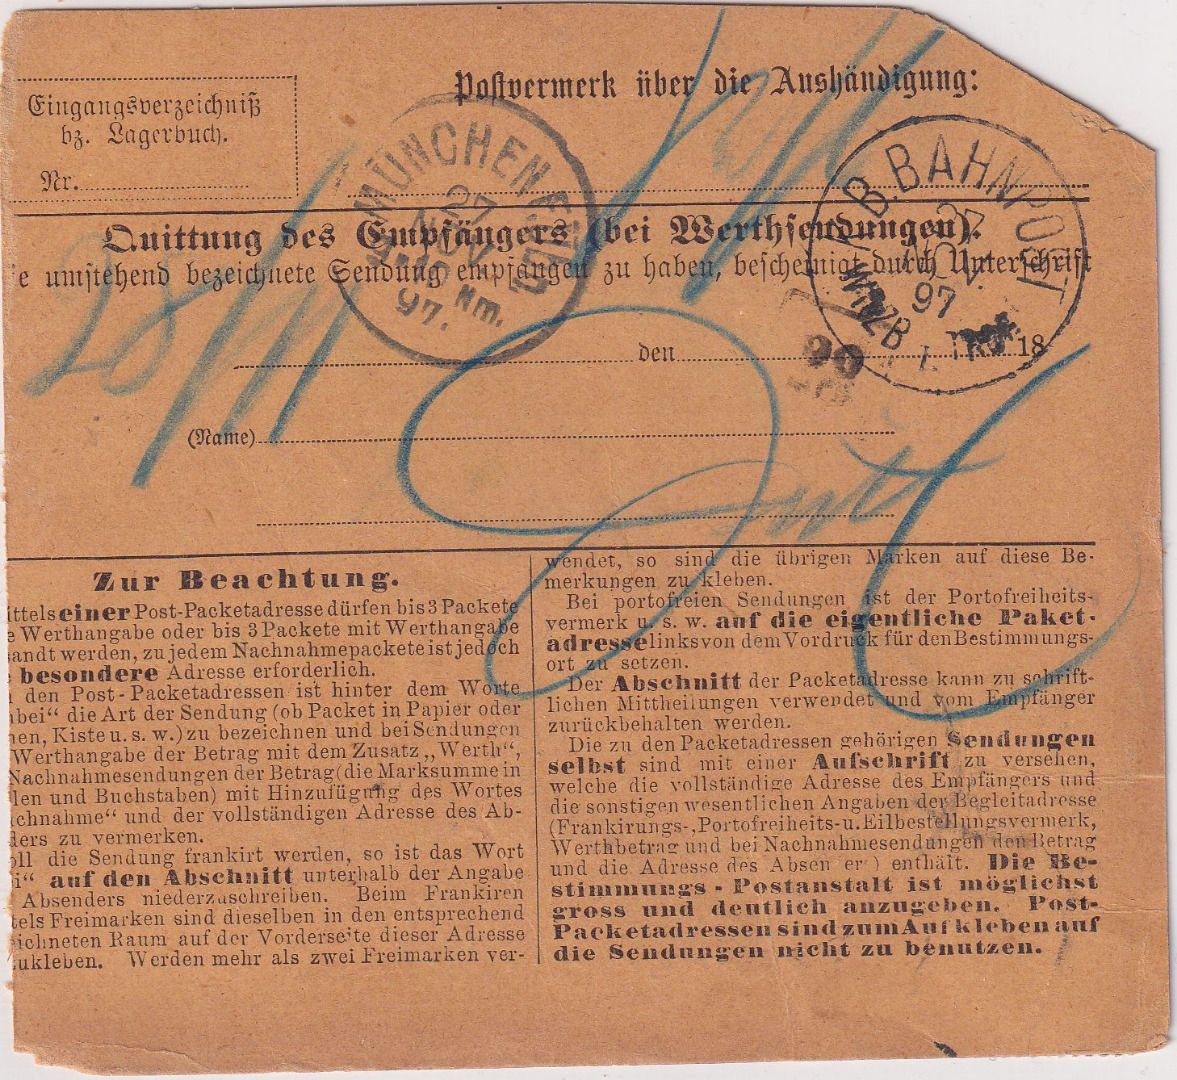 Postvermerk über die Aushändigung:
Eingangsverzeichniß
bz. Lagerbuch.
Nr.
MÜNCHEN
27
NOV.
Nm.
97.
K.B.BAHNPOST
27
NOV.
97
WÜRZB
Quittung des Empfängers (bei Werthsendungen).
e umstehend bezeichnete Sendung empfangen zu haben, bescheinigt durch Unterschrift
den 18
(Name)
Zur Beachtung.
ittels einer Post-Packetadresse dürfen bis 3 Packete
e Werthangabe oder bis 3 Packete mit Werthangabe
sandt werden, zu jedem Nachnahmepackete ist jedoch
besondere Adresse erforderlich.
den Post-Packetadressen ist hinter dem Worte
bei“ die Art der Sendung (ob Packet in Papier oder
en, Kiste u. s. w.) zu bezeichnen und bei Sendungen
Werthangabe der Betrag mit dem Zusatz „Werth“,
Nachnahmesendungen der Betrag (die Marksumme in
len und Buchstaben) mit Hinzufügung des Wortes
chnahme“ und der vollständigen Adresse des Ab-
ders zu vermerken.
oll die Sendung frankirt werden, so ist das Wort
i“ auf den Abschnitt unterhalb der Angabe
Absenders niederzuschreiben. Beim Frankiren
tels Freimarken sind dieselben in den entsprechend
ichneten Raum auf der Vorderseite dieser Adresse
zukleben. Werden mehr als zwei Freimarken ver-
wendet, so sind die übrigen Marken auf diese Be-
merkungen zu kleben.
Bei portofreien Sendungen ist der Portofreiheits-
vermerk u. s. w. auf die eigentliche Paket-
adresse links von dem Vordruck für den Bestimmungs-
ort zu setzen.
Der Abschnitt der Packetadresse kann zu schrift-
lichen Mittheilungen verwendet und vom Empfänger
zurückbehalten werden.
Die zu den Packetadressen gehörigen Sendungen
selbst sind mit einer Aufschrift zu versehen,
welche die vollständige Adresse des Empfängers und
die sonstigen wesentlichen Angaben der Begleitadresse
(Frankirungs-, Portofreiheits- u. Eilbestellungsvermerk,
Werthbetrag und bei Nachnahmesendungen den Betrag
und die Adresse des Absen er) enthält. Die Be-
stimmungs-Postanstalt ist möglichst
gross und deutlich anzugeben. Post-
Packetadressen sind zum Aufkleben auf
die Sendungen nicht zu benutzen.